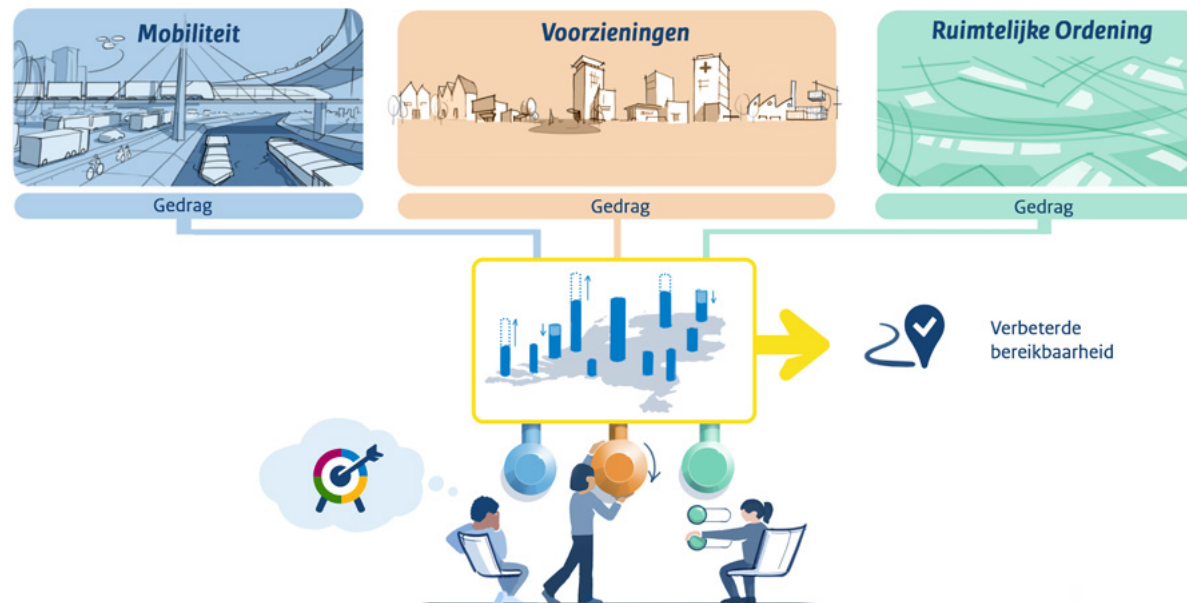 Mobiliteit
Voorzieningen
Ruimtelijke Ordening
Gedrag
Gedrag
Gedrag
Verbeterde
bereikbaarheid